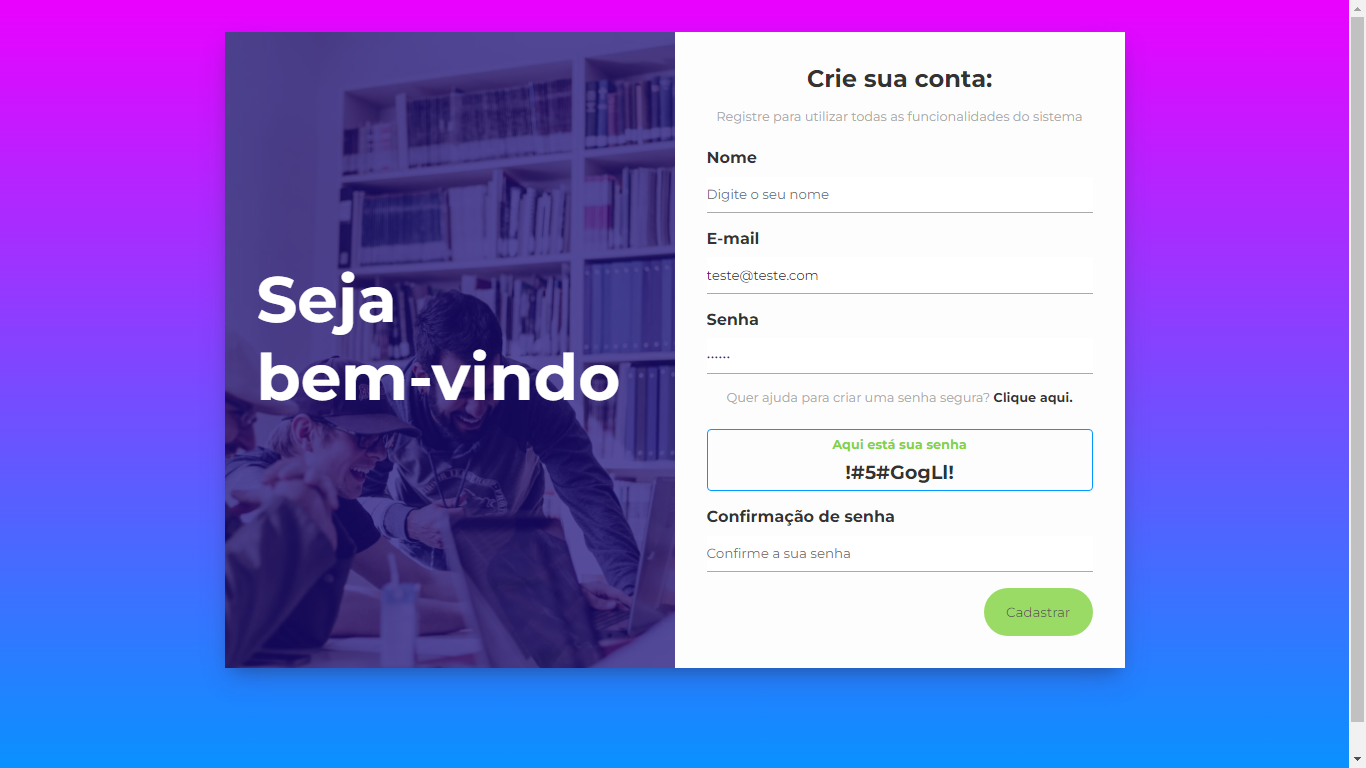 Seja
bem-vindo
Crie sua conta:
Registre para utilizar todas as funcionalidades do sistema
Nome
Digite o seu nome
E-mail
teste@teste.com
Senha
······
Quer ajuda para criar uma senha segura? Clique aqui.
Aqui está sua senha
!#5#GogLl!
Confirmação de senha
Confirme a sua senha
Cadastrar